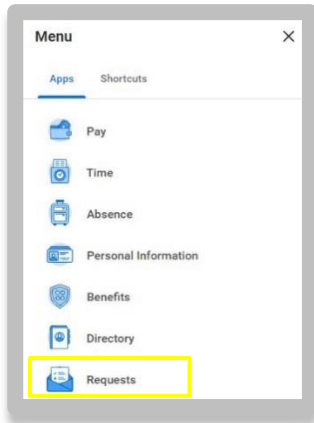 Menu
Apps Shortcuts
Pay
Time
Absence
Personal Information
Benefits
Directory
Requests